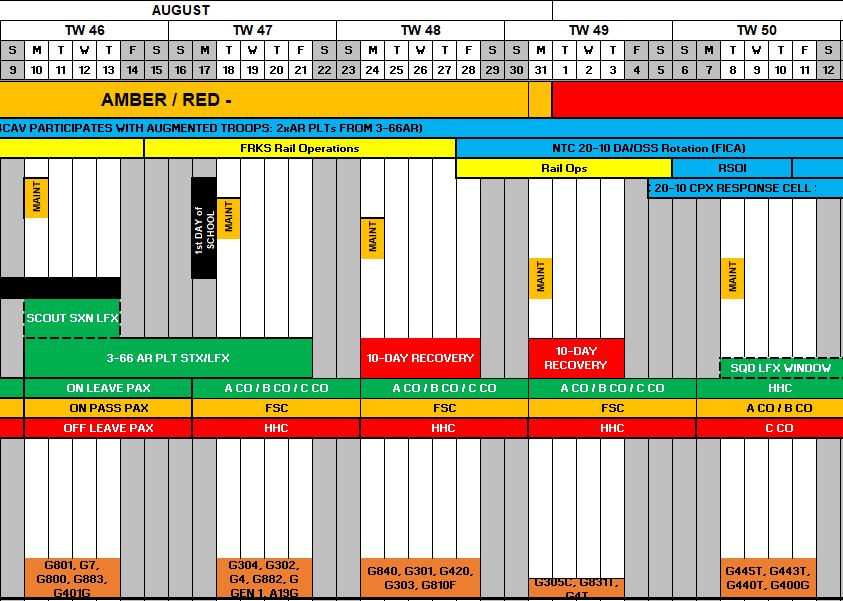 AUGUST
TW 46 TW 47 TW 48 TW 49 TW 50
S M T W T F S S M T W T F S S M T W T F S S M T W T F S S M T W T F S
9 10 11 12 13 14 15 16 17 18 19 20 21 22 23 24 25 26 27 28 29 30 31 1 2 3 4 5 6 7 8 9 10 11 12
AMBER / RED -
CAV PARTICIPATES WITH AUGMENTED TROOPS: 2xAR PLTs FROM 3-66AR)
FRKS Rail Operations NTC 20-10 DA/OSS Rotation (FICA)
Rail Ops RSOI
20-10 CPX RESPONSE CELL
MAINT
1st DAY of
SCHOOL
MAINT
MAINT
MAINT
MAINT
SCOUT SXN LFX
3-66 AR PLT STX/LFX
10-DAY RECOVERY
10-DAY
RECOVERY
SQD LFX WINDOW
ON LEAVE PAX A CO / B CO / C CO A CO / B CO / C CO A CO / B CO / C CO HHC
ON PASS PAX FSC FSC FSC A CO / B CO
OFF LEAVE PAX HHC HHC HHC C CO
G801, G7,
G800, G883,
G401G
G304, G302,
G4, G882, G
GEN 1, A19G
G840, G301, G420,
G303, G810F
G305C, G831T,
G4T
G445T, G443T,
G440T, G400G